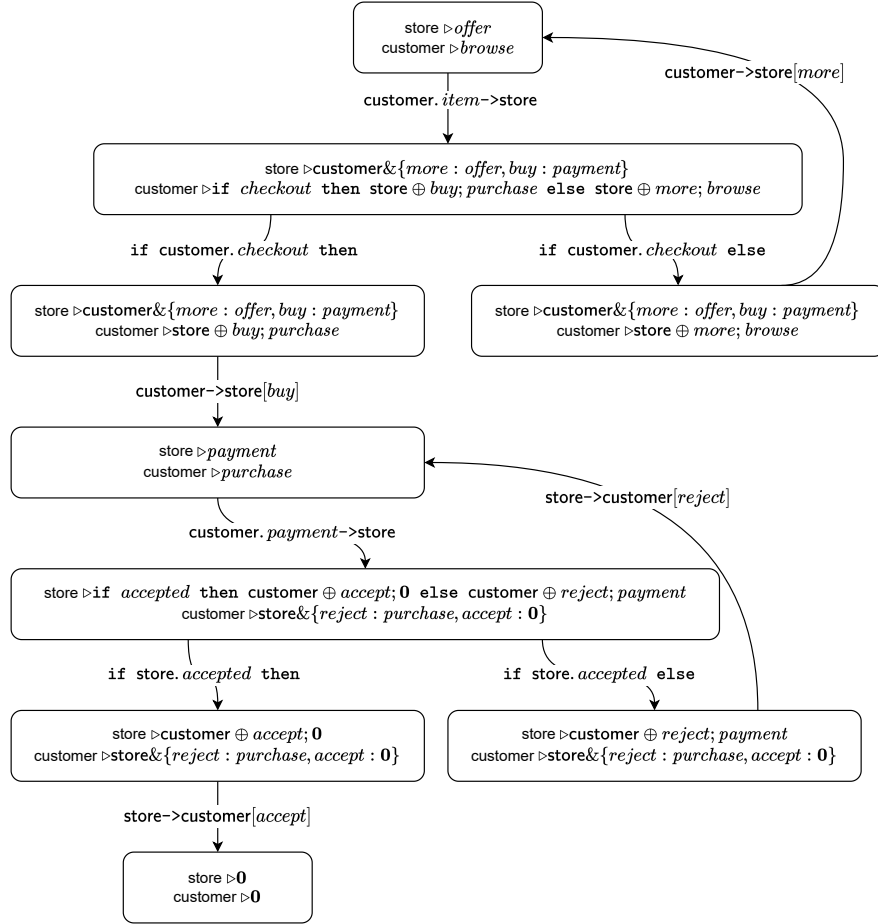 store ▷offer
customer ▷browse
customer->store[more]
customer.item->store
store ▷customer&{more : offer, buy : payment}
customer ▷if checkout then store ⊕ buy; purchase else store ⊕ more; browse
if customer.checkout then
if customer.checkout else
store ▷customer&{more : offer, buy : payment}
customer ▷store ⊕ buy; purchase
store ▷customer&{more : offer, buy : payment}
customer ▷store ⊕ more; browse
customer->store[buy]
store ▷payment
customer ▷purchase
store->customer[reject]
customer.payment->store
store ▷if accepted then customer ⊕ accept; 0 else customer ⊕ reject; payment
customer ▷store&{reject : purchase, accept : 0}
if store.accepted then
if store.accepted else
store ▷customer ⊕ accept; 0
customer ▷store&{reject : purchase, accept : 0}
store ▷customer ⊕ reject; payment
customer ▷store&{reject : purchase, accept : 0}
store->customer[accept]
store ▷0
customer ▷0